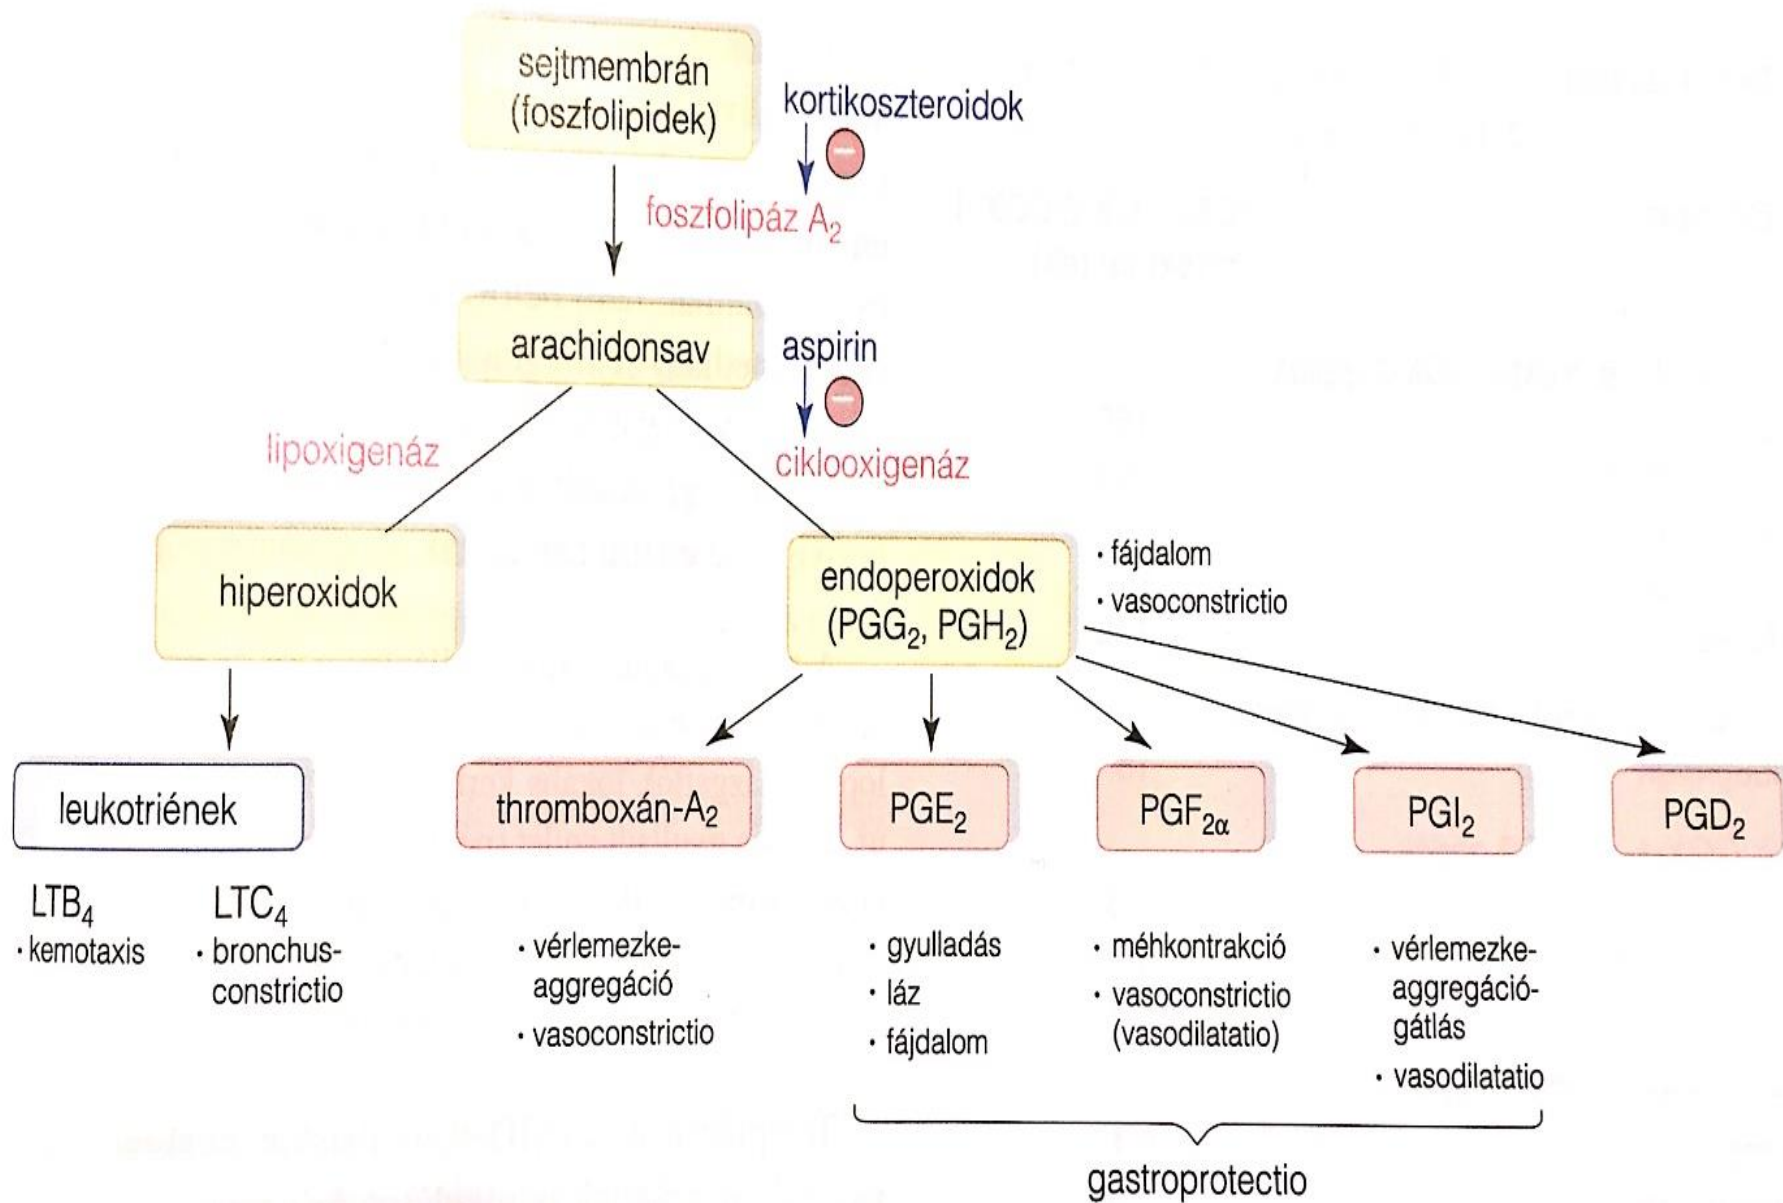 sejtmembrán
(foszfolipidek)
kortikoszteroidok
−
foszfolipáz A₂
arachidonsav
aspirin
−
lipoxigenáz
ciklooxigenáz
hiperoxidok
endoperoxidok
(PGG₂, PGH₂)
· fájdalom
· vasoconstrictio
leukotriének
thromboxán-A₂
PGE₂
PGF₂α
PGI₂
PGD₂
LTB₄
· kemotaxis
LTC₄
· bronchus-
constrictio
· vérlemezke-
aggregáció
· vasoconstrictio
· gyulladás
· láz
· fájdalom
· méhkontrakció
· vasoconstrictio
(vasodilatatio)
· vérlemezke-
aggregáció-
gátlás
· vasodilatatio
gastroprotectio